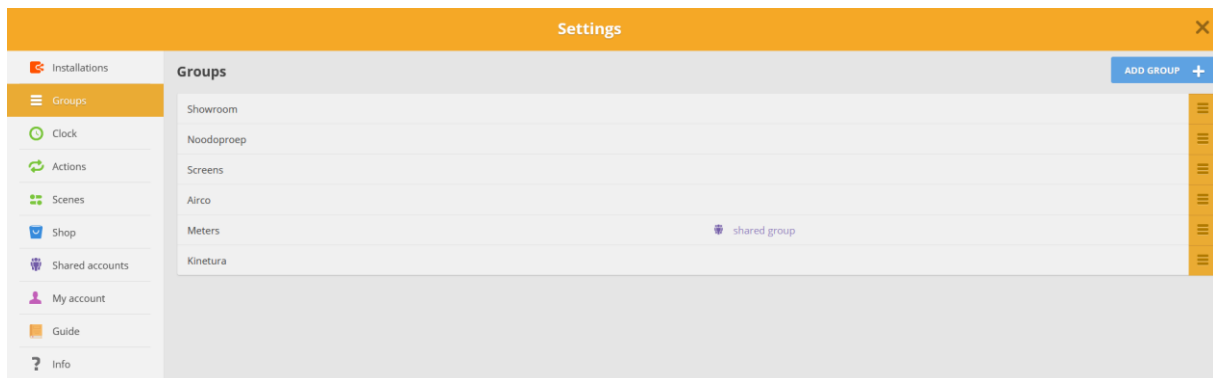 Settings
Installations
Groups
Clock
Actions
Scenes
Shop
Shared accounts
My account
Guide
Info
Groups
ADD GROUP
Showroom
Noodoproep
Screens
Airco
Meters shared group
Kinetura